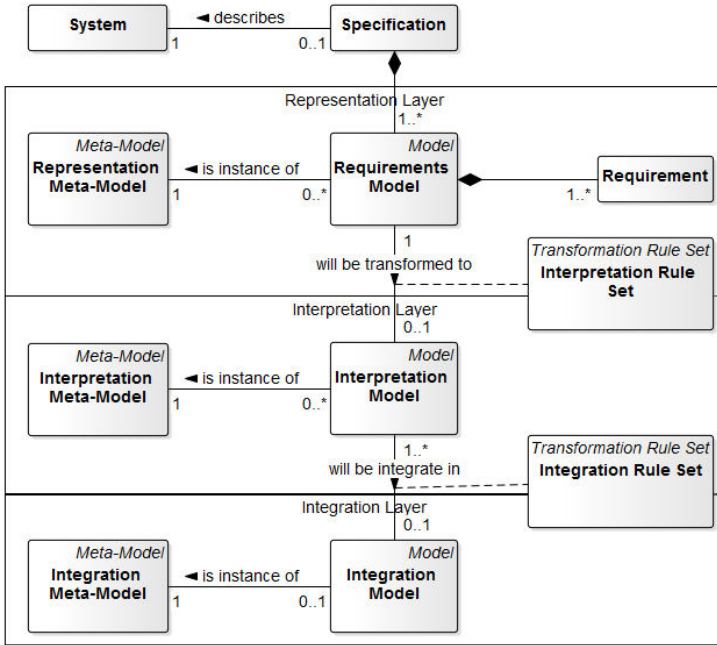 System
◄ describes
Specification
1
0..1
Representation Layer
1..*
Meta-Model
Representation
Meta-Model
◄ is instance of
1
0..*
Model
Requirements
Model
1..*
Requirement
1
will be transformed to
Transformation Rule Set
Interpretation Rule
Set
Interpretation Layer
0..1
Meta-Model
Interpretation
Meta-Model
◄ is instance of
1
0..*
Model
Interpretation
Model
1..*
will be integrate in
Transformation Rule Set
Integration Rule Set
Integration Layer
0..1
Meta-Model
Integration
Meta-Model
◄ is instance of
1
0..1
Model
Integration
Model